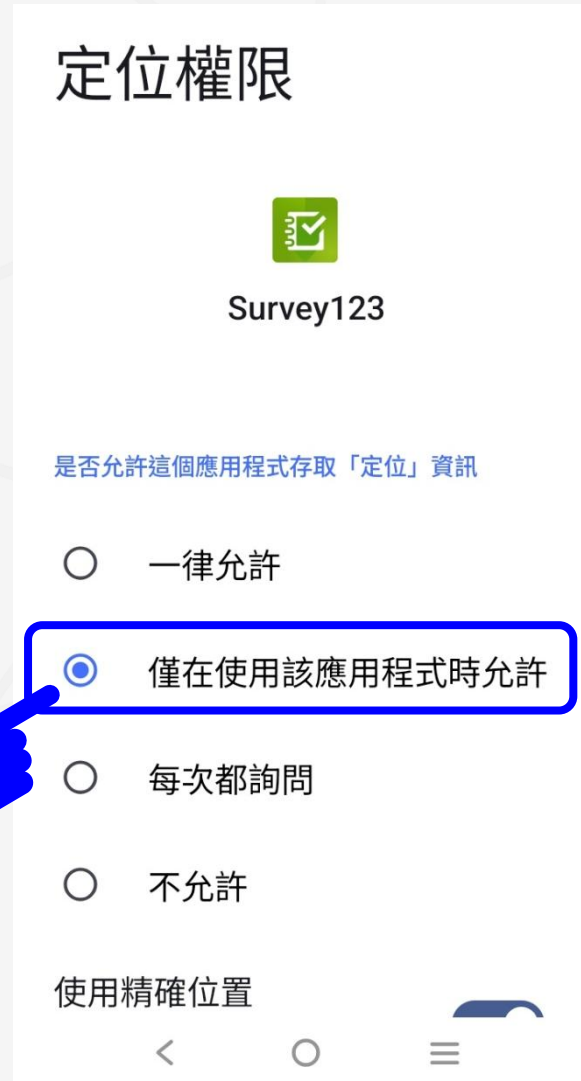 定位權限
Survey123
是否允許這個應用程式存取「定位」資訊
一律允許
僅在使用該應用程式時允許
每次都詢問
不允許
使用精確位置